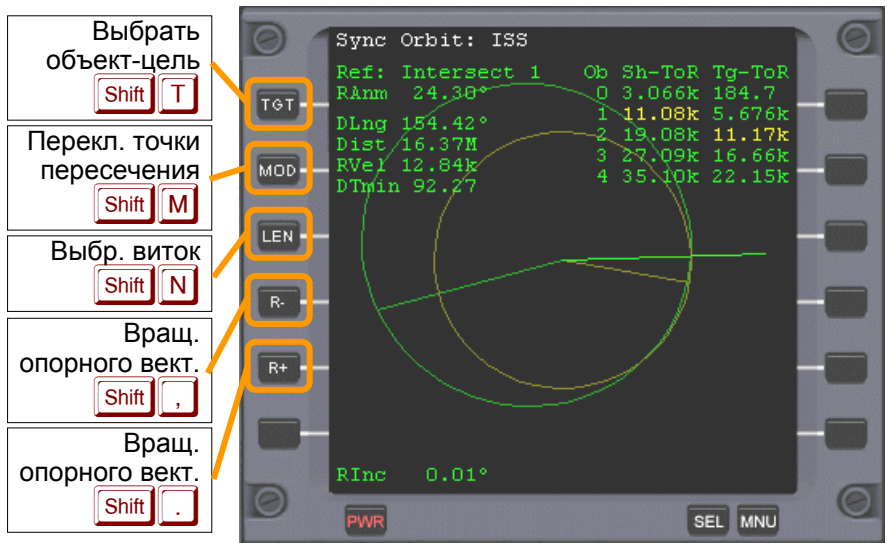 Выбрать
объект-цель
Shift T
Перекл. точки
пересечения
Shift M
Выбр. виток
Shift N
Вращ.
опорного вект.
Shift ,
Вращ.
опорного вект.
Shift .
TGT
MOD
LEN
R-
R+
Sync Orbit: ISS
Ref: Intersect 1 Ob Sh-ToR Tg-ToR
RAnm 24.30° 0 3.066k 184.7
1 11.08k 5.676k
DLng 154.42°
2 19.08k 11.17k
Dist 16.37M
3 27.09k 16.66k
RVel 12.84k
4 35.10k 22.15k
DTmin 92.27
RInc 0.01°
PWR SEL MNU